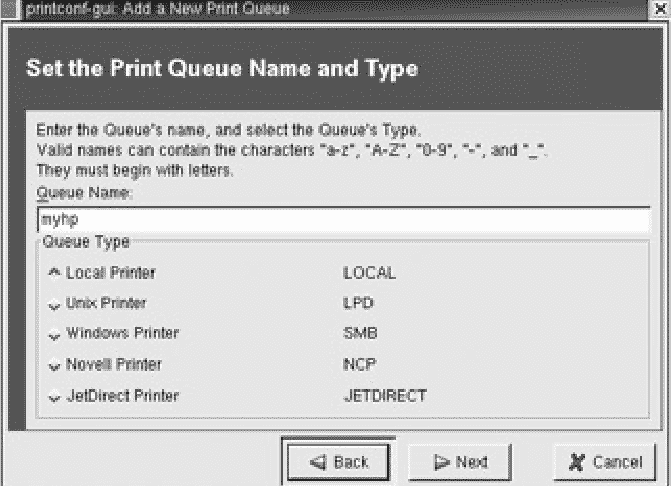 printconf-gui: Add a New Print Queue
Set the Print Queue Name and Type
Enter the Queue's name, and select the Queue's Type.
Valid names can contain the characters "a-z", "A-Z", "0-9", "-", and "_".
They must begin with letters.
Queue Name:
myhp
Queue Type
Local Printer LOCAL
Unix Printer LPD
Windows Printer SMB
Novell Printer NCP
JetDirect Printer JETDIRECT
Back Next Cancel